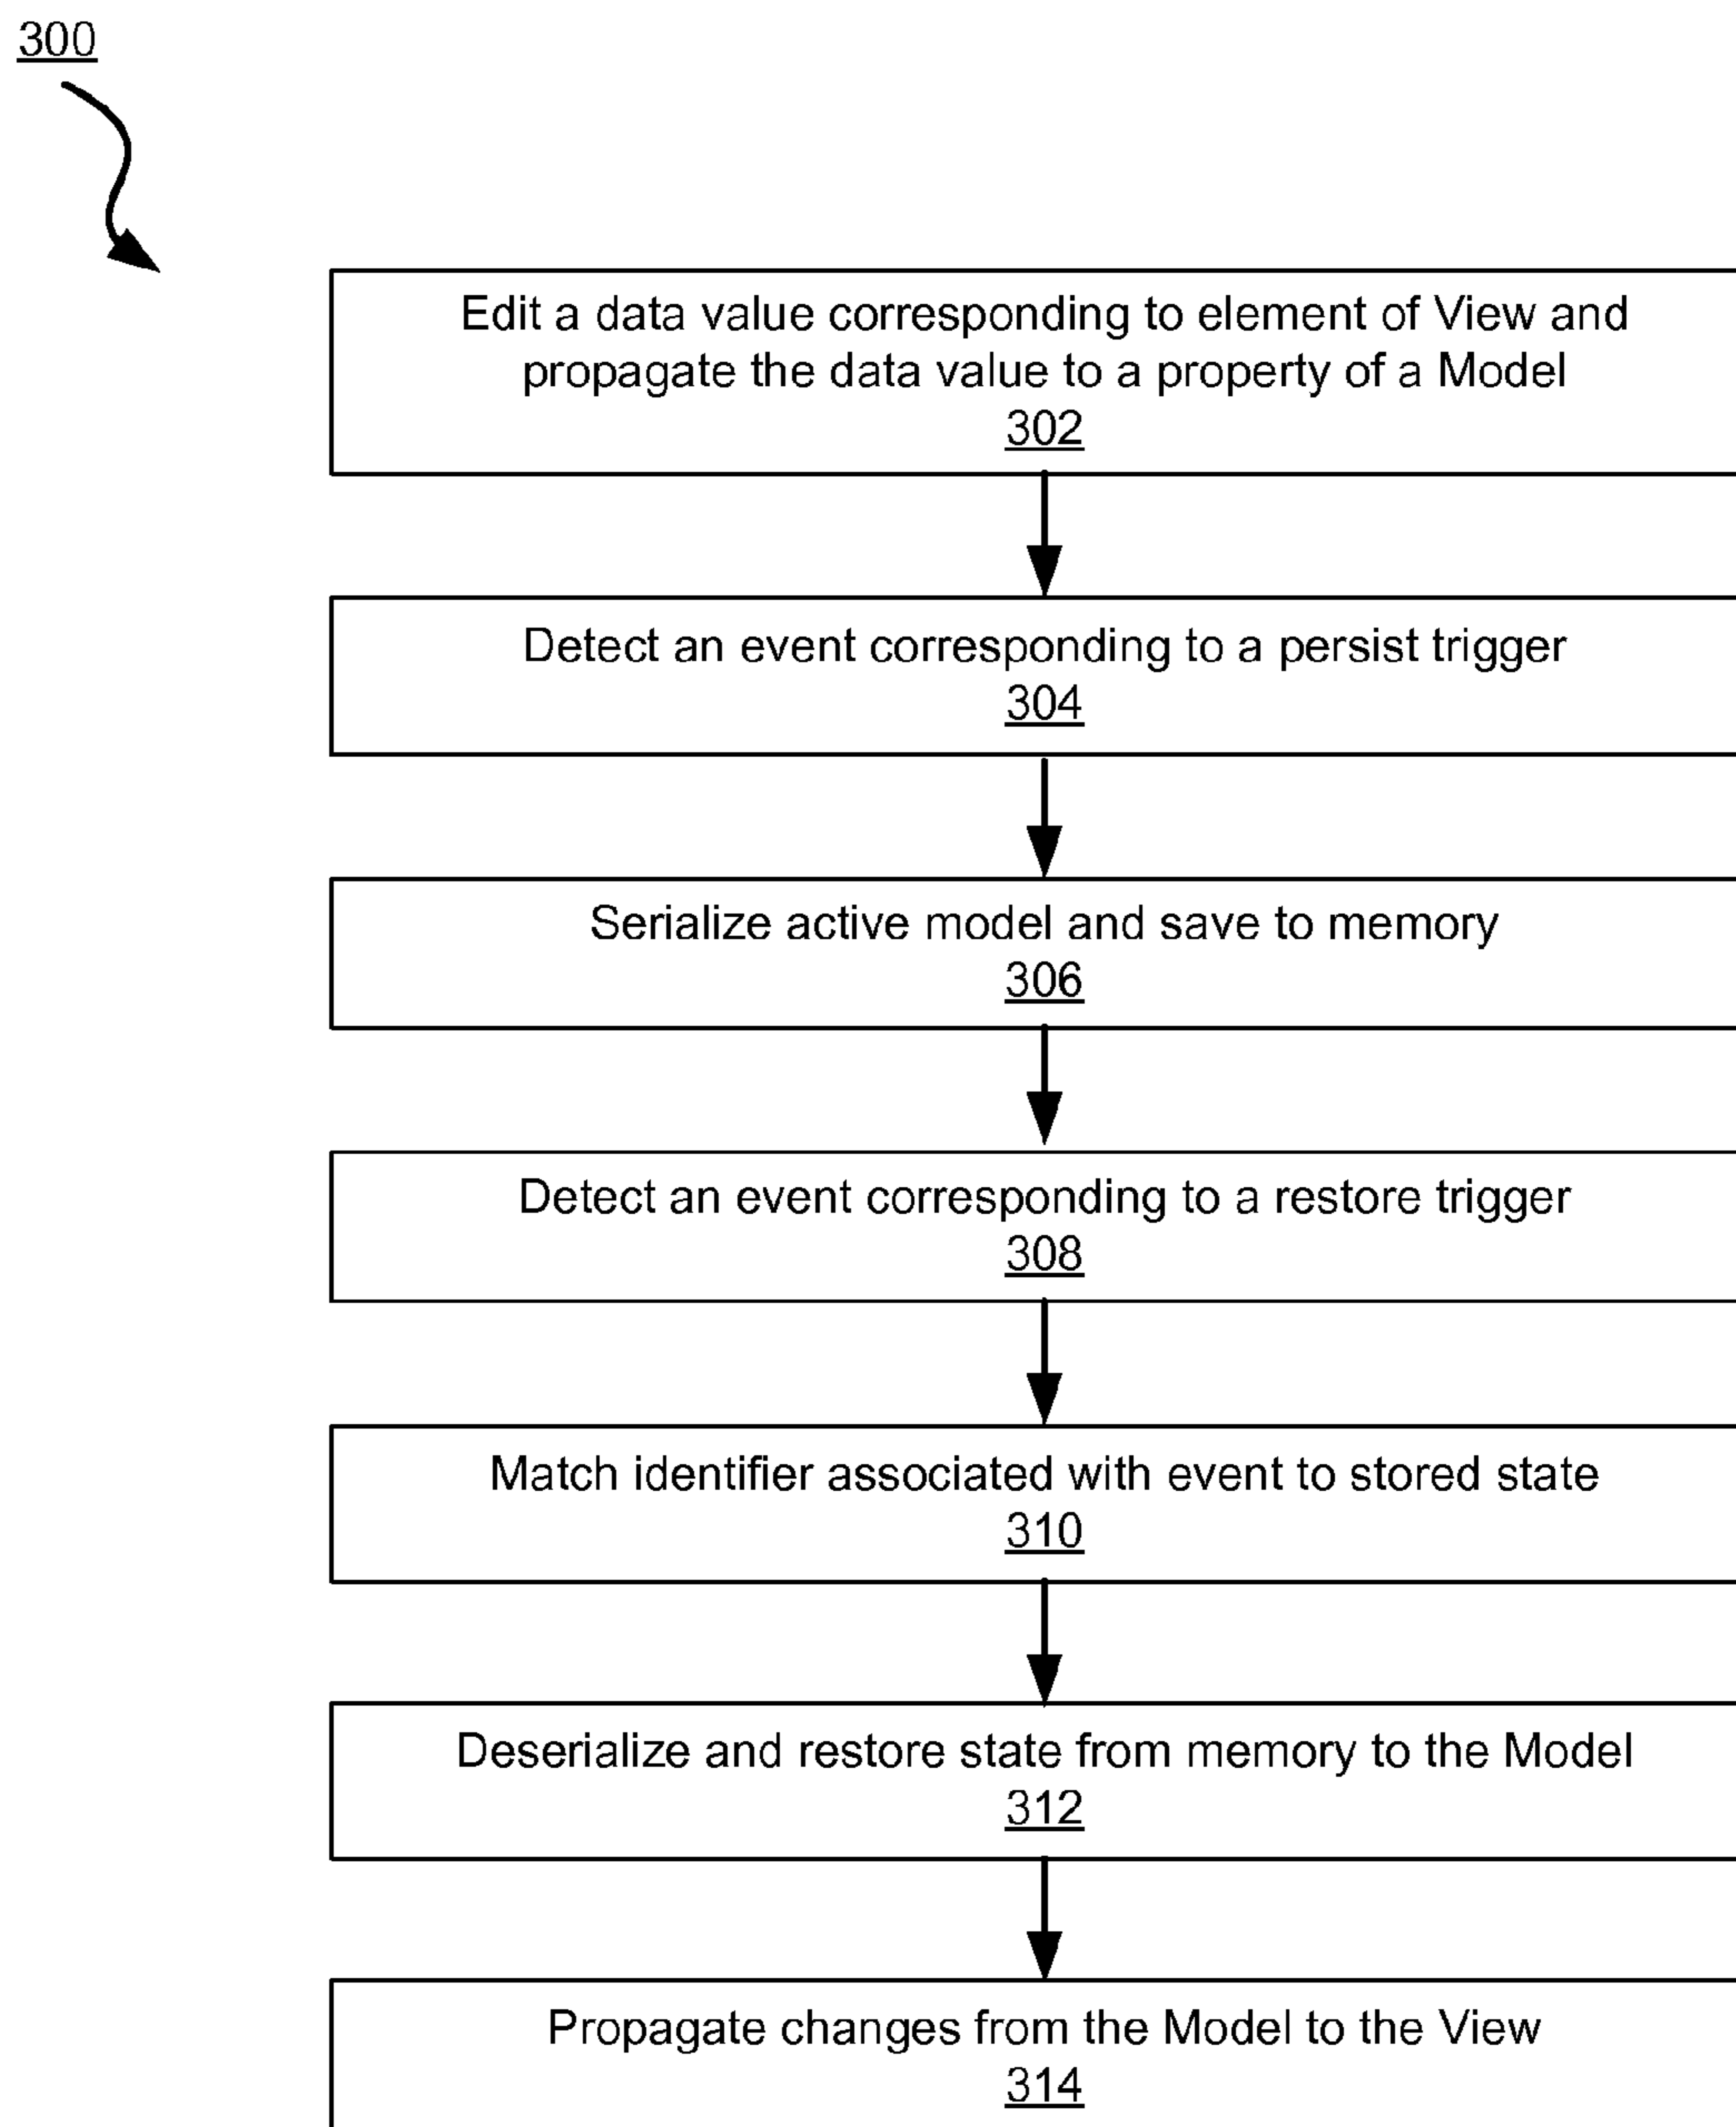 300
Edit a data value corresponding to element of View and
propagate the data value to a property of a Model
302
Detect an event corresponding to a persist trigger
304
Serialize active model and save to memory
306
Detect an event corresponding to a restore trigger
308
Match identifier associated with event to stored state
310
Deserialize and restore state from memory to the Model
312
Propagate changes from the Model to the View
314